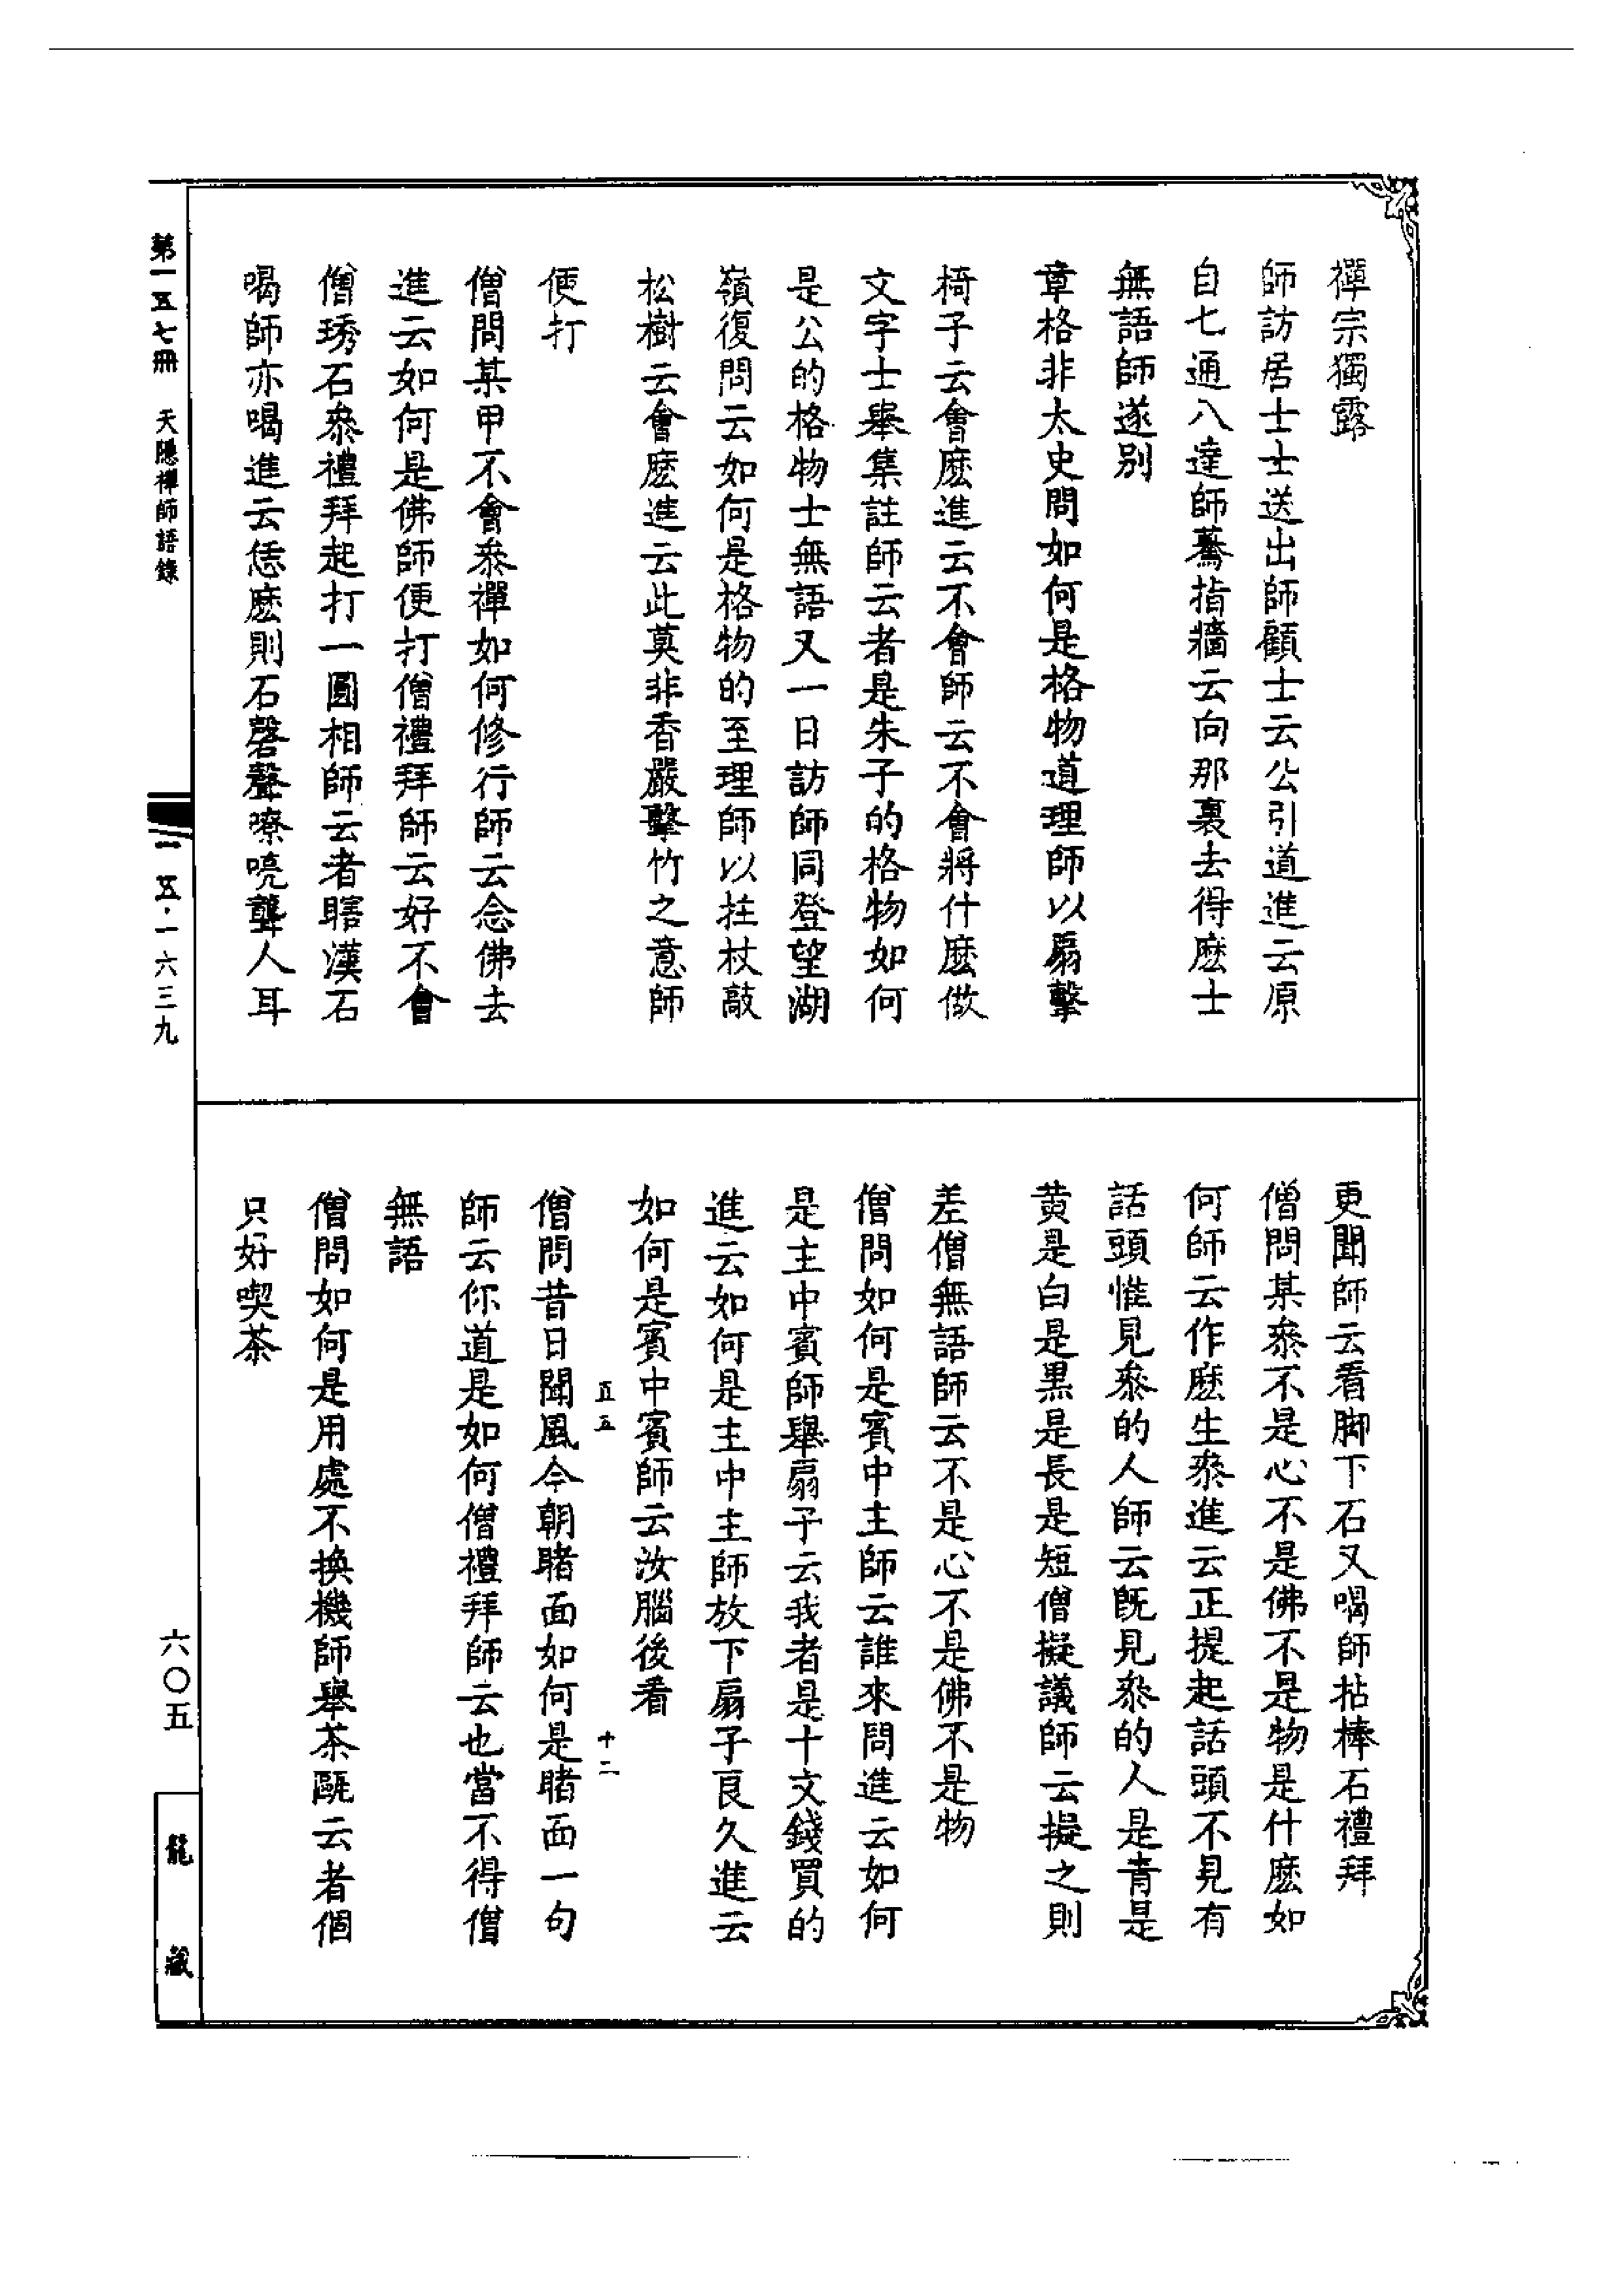 禪宗獨露
師訪居士士送出師顧士云公引道進云原
自七通八達師驀指牆云向那裏去得麽士
無語師遂別
章格非太史問如何是格物道理師以扇擊
椅子云會麽進云不會師云不會將什麽做
文字士舉集註師云者是朱子的格物如何
是公的格物士無語又一日訪師同登望湖
嶺復問云如何是格物的至理師以拄杖敲
松樹云會麽進云此莫非香嚴擊竹之意師
便打
僧問某甲不會叅禪如何修行師云念佛去
進云如何是佛師便打僧禮拜師云好不會
僧琇石叅禮拜起打一圓相師云者瞎漢石
喝師亦喝進云恁麽則石磬聲嘹喨聾人耳
更聞師云看脚下石又喝師拈棒石禮拜
僧問某叅不是心不是佛不是物是什麽如
何師云作麽生叅進云正提起話頭不見有
話頭惟見叅的人師云旣見叅的人是青是
黄是白是黒是長是短僧擬議師云擬之則
差僧無語師云不是心不是佛不是物
僧問如何是賓中主師云誰來問進云如何
是主中賓師舉扇子云我者是十文錢買的
進云如何是主中主師放下扇子良久進云
如何是賓中賓師云汝腦後看
五五 十二
僧問昔日聞風今朝睹面如何是睹面一句
師云你道是如何僧禮拜師云也當不得僧
無語
僧問如何是用處不換機師舉茶甌云者個
只好喫茶
第一五七冊 天隱禪師語錄
一五·一六三九
六〇五
龍藏